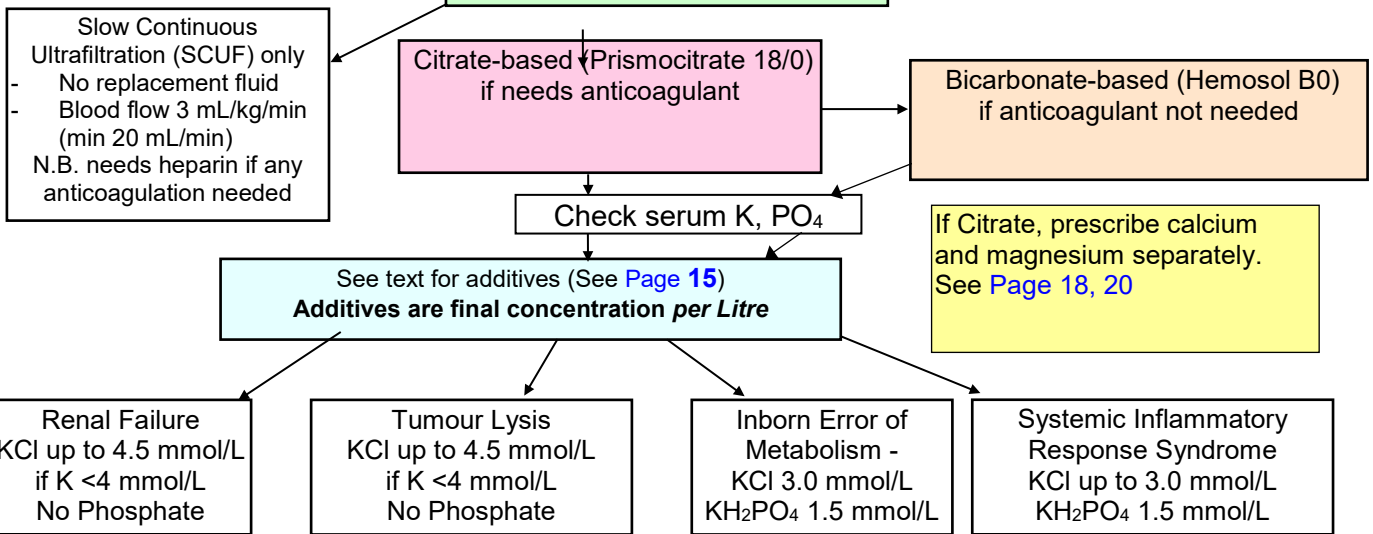 Slow Continuous
Ultrafiltration (SCUF) only
- No replacement fluid
- Blood flow 3 mL/kg/min
(min 20 mL/min)
N.B. needs heparin if any
anticoagulation needed
Citrate-based (Prismocitrate 18/0)
if needs anticoagulant
Bicarbonate-based (Hemosol B0)
if anticoagulant not needed
Check serum K, PO₄
If Citrate, prescribe calcium
and magnesium separately.
See Page 18, 20
See text for additives (See Page 15)
Additives are final concentration per Litre
Renal Failure
KCl up to 4.5 mmol/L
if K <4 mmol/L
No Phosphate
Tumour Lysis
KCl up to 4.5 mmol/L
if K <4 mmol/L
No Phosphate
Inborn Error of
Metabolism -
KCl 3.0 mmol/L
KH₂PO₄ 1.5 mmol/L
Systemic Inflammatory
Response Syndrome
KCl up to 3.0 mmol/L
KH₂PO₄ 1.5 mmol/L